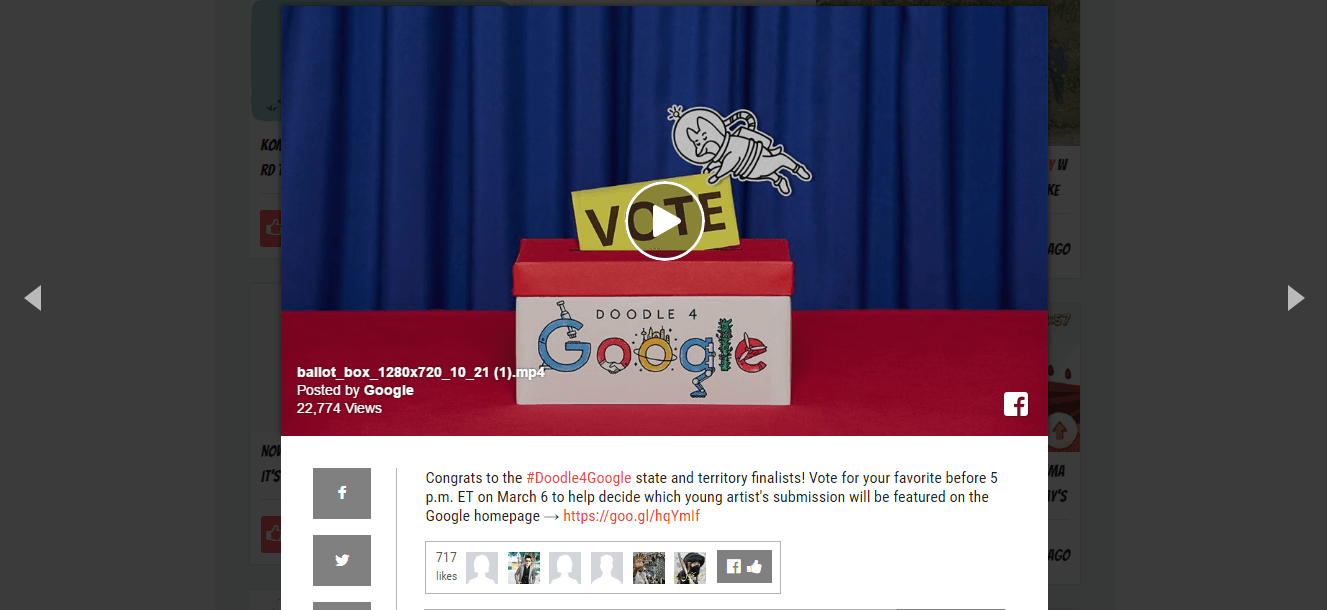 KO
RD T
VOTE
DOODLE 4
Google
ballot_box_1280x720_10_21 (1).mp4
Posted by Google
22,774 Views
Y W
KE
AGO
:57
NOW
IT'S
MA
AY'S
AGO
Congrats to the #Doodle4Google state and territory finalists! Vote for your favorite before 5
p.m. ET on March 6 to help decide which young artist's submission will be featured on the
Google homepage → https://goo.gl/hqYmIf
717
likes